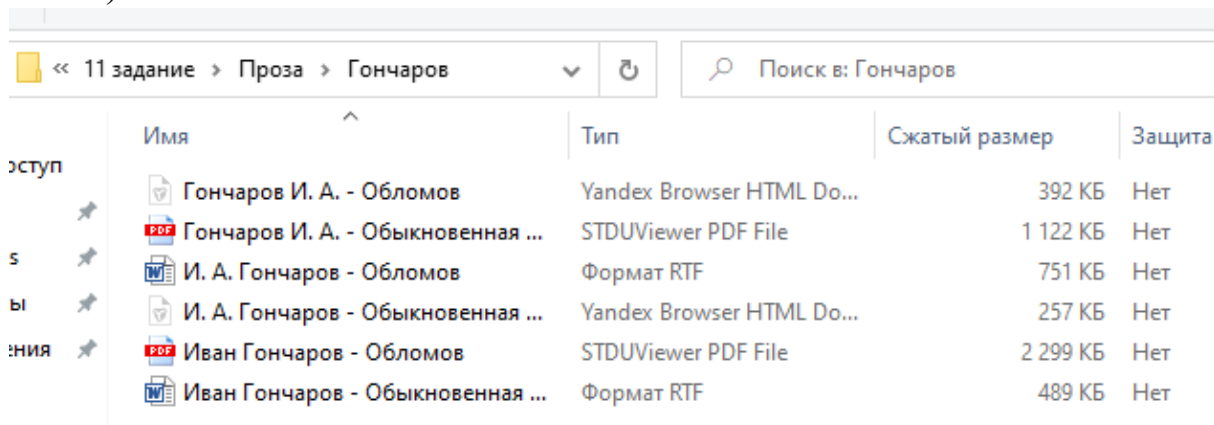 « 11 задание › Проза › Гончаров Поиск в: Гончаров
Имя Тип Сжатый размер Защита
оступ
Гончаров И. А. - Обломов Yandex Browser HTML Do... 392 КБ Нет
Гончаров И. А. - Обыкновенная ... STDUViewer PDF File 1 122 КБ Нет
s И. А. Гончаров - Обломов Формат RTF 751 КБ Нет
ы И. А. Гончаров - Обыкновенная ... Yandex Browser HTML Do... 257 КБ Нет
ения Иван Гончаров - Обломов STDUViewer PDF File 2 299 КБ Нет
Иван Гончаров - Обыкновенная ... Формат RTF 489 КБ Нет